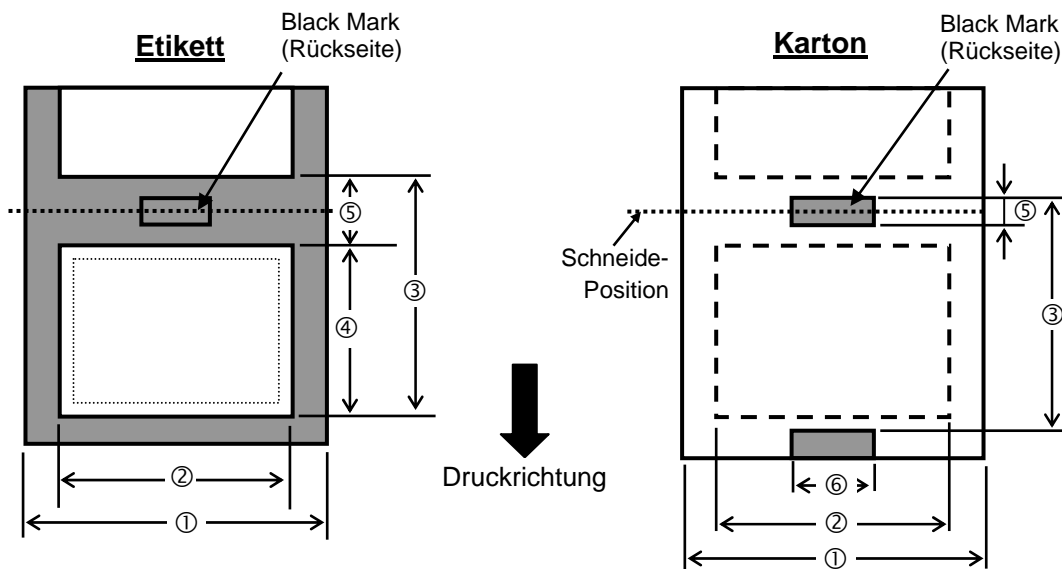 Etikett
Black Mark
(Rückseite)
⑤
③
④
②
①
Druckrichtung
Karton
Black Mark
(Rückseite)
⑤
Schneide-
Position
③
⑥
②
①